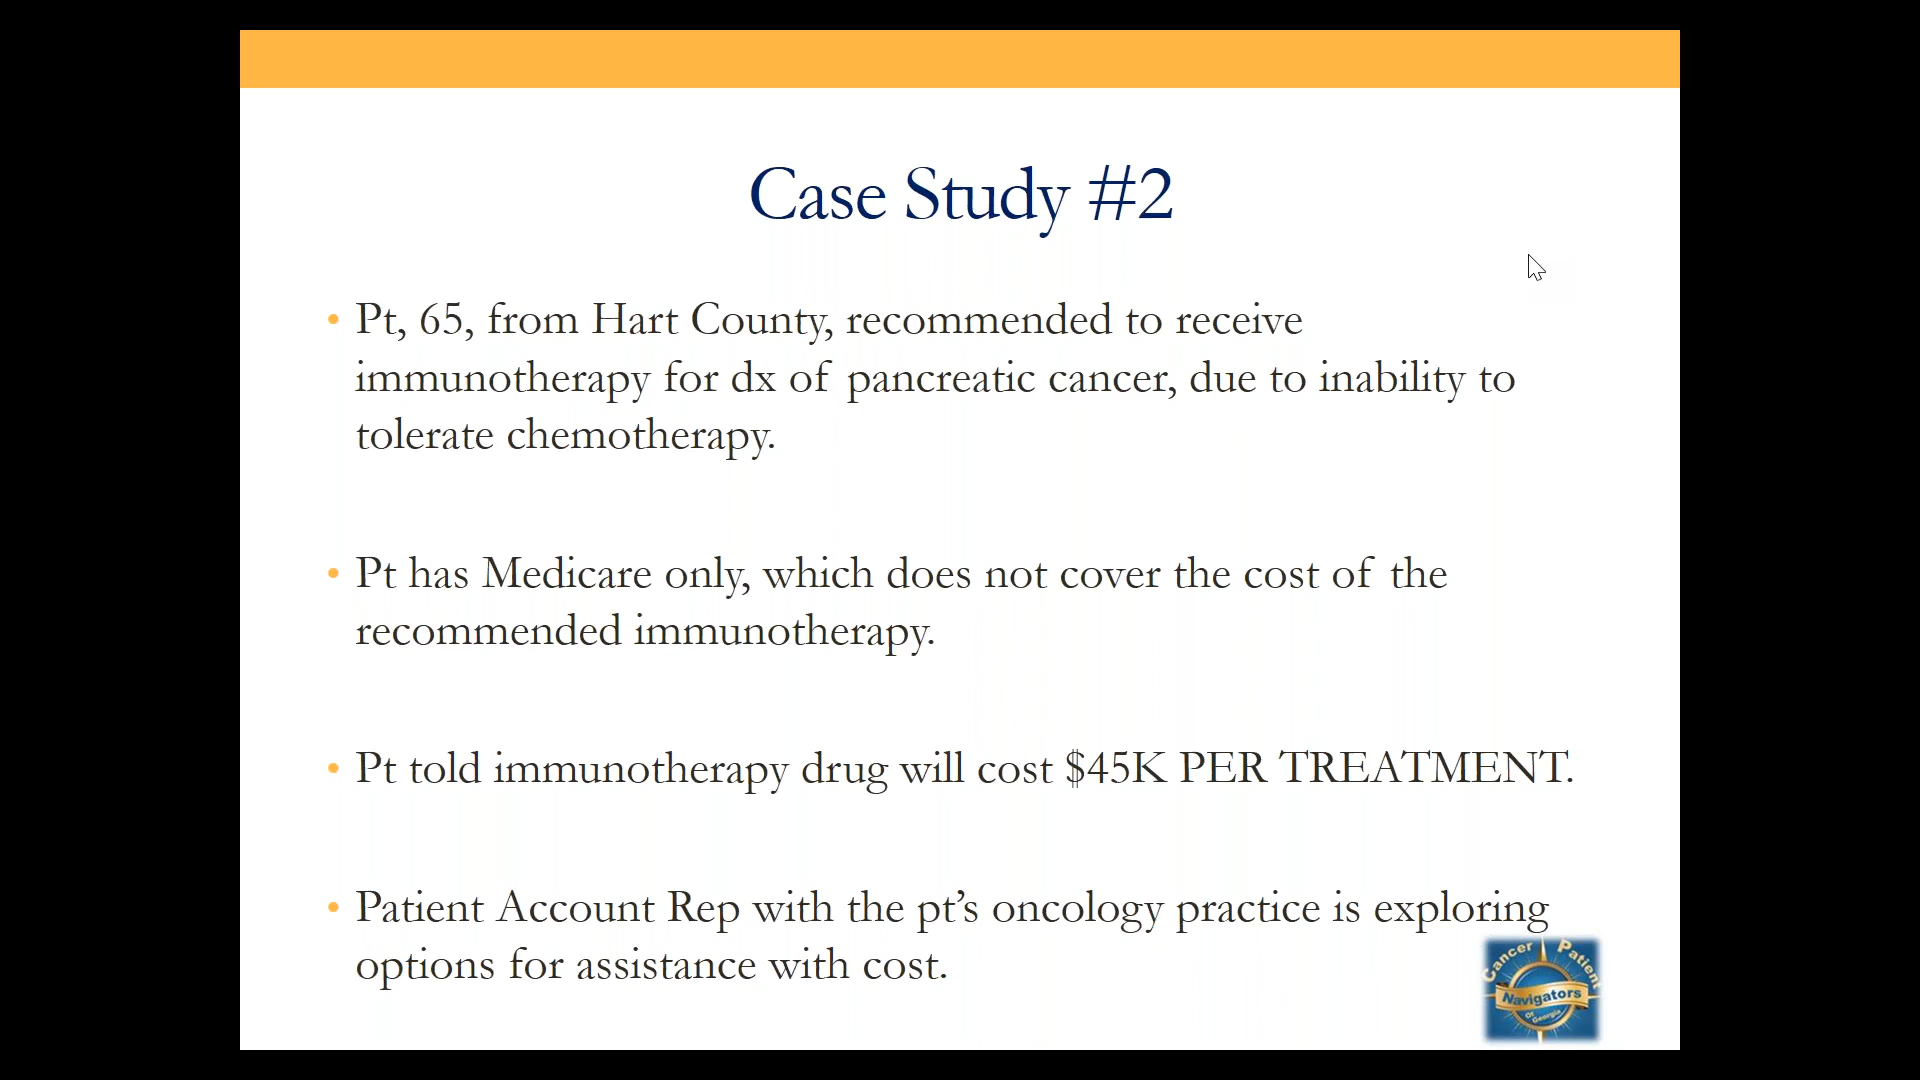 Case Study #2
• Pt, 65, from Hart County, recommended to receive
immunotherapy for dx of pancreatic cancer, due to inability to
tolerate chemotherapy.
• Pt has Medicare only, which does not cover the cost of the
recommended immunotherapy.
• Pt told immunotherapy drug will cost $45K PER TREATMENT.
• Patient Account Rep with the pt’s oncology practice is exploring
options for assistance with cost.
Cancer Patient
Navigators
Of Georgia